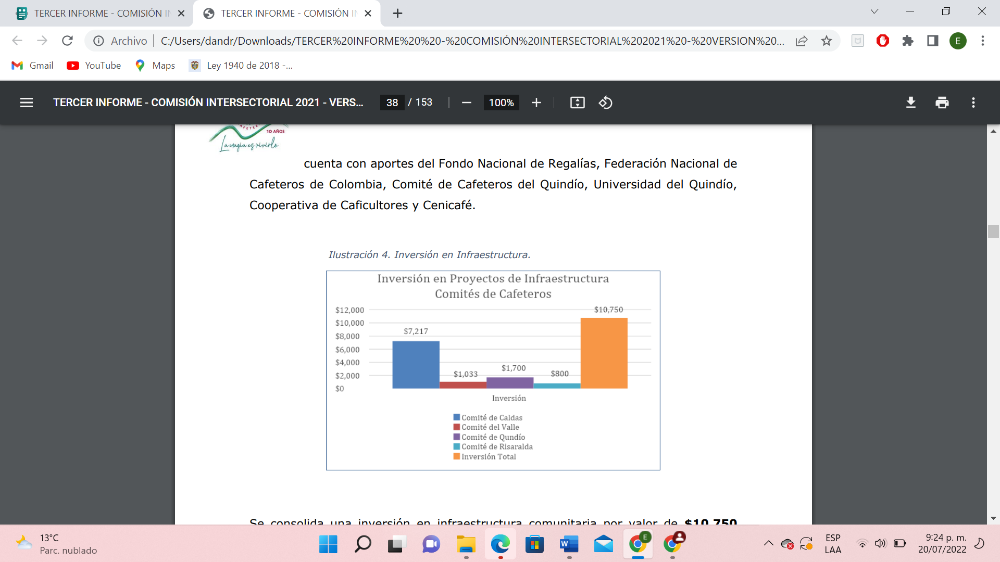 TERCER INFORME - COMISIÓN IN
TERCER INFORME - COMISIÓN IN
Archivo
C:/Users/dandr/Downloads/TERCER%20INFORME%20%20-%20COMISIÓN%20INTERSECTORIAL%202021%20-%20VERSION%20...
E
Gmail
YouTube
Maps
Ley 1940 de 2018 -...
TERCER INFORME - COMISIÓN INTERSECTORIAL 2021 - VERS...
38 / 153
100%
10 AÑOS
La magia es vivirlo
cuenta con aportes del Fondo Nacional de Regalías, Federación Nacional de
Cafeteros de Colombia, Comité de Cafeteros del Quindío, Universidad del Quindío,
Cooperativa de Caficultores y Cenicafé.
Ilustración 4. Inversión en Infraestructura.
Inversión en Proyectos de Infraestructura
Comités de Cafeteros
$12,000
$10,000
$8,000
$6,000
$4,000
$2,000
$0
$7,217
$1,033
$1,700
$800
$10,750
Inversión
Comité de Caldas
Comité del Valle
Comité de Qundío
Comité de Risaralda
Inversión Total
Se consolida una inversión en infraestructura comunitaria por valor de $10.750
13°C
Parc. nublado
W
E
ESP
LAA
9:24 p. m.
20/07/2022